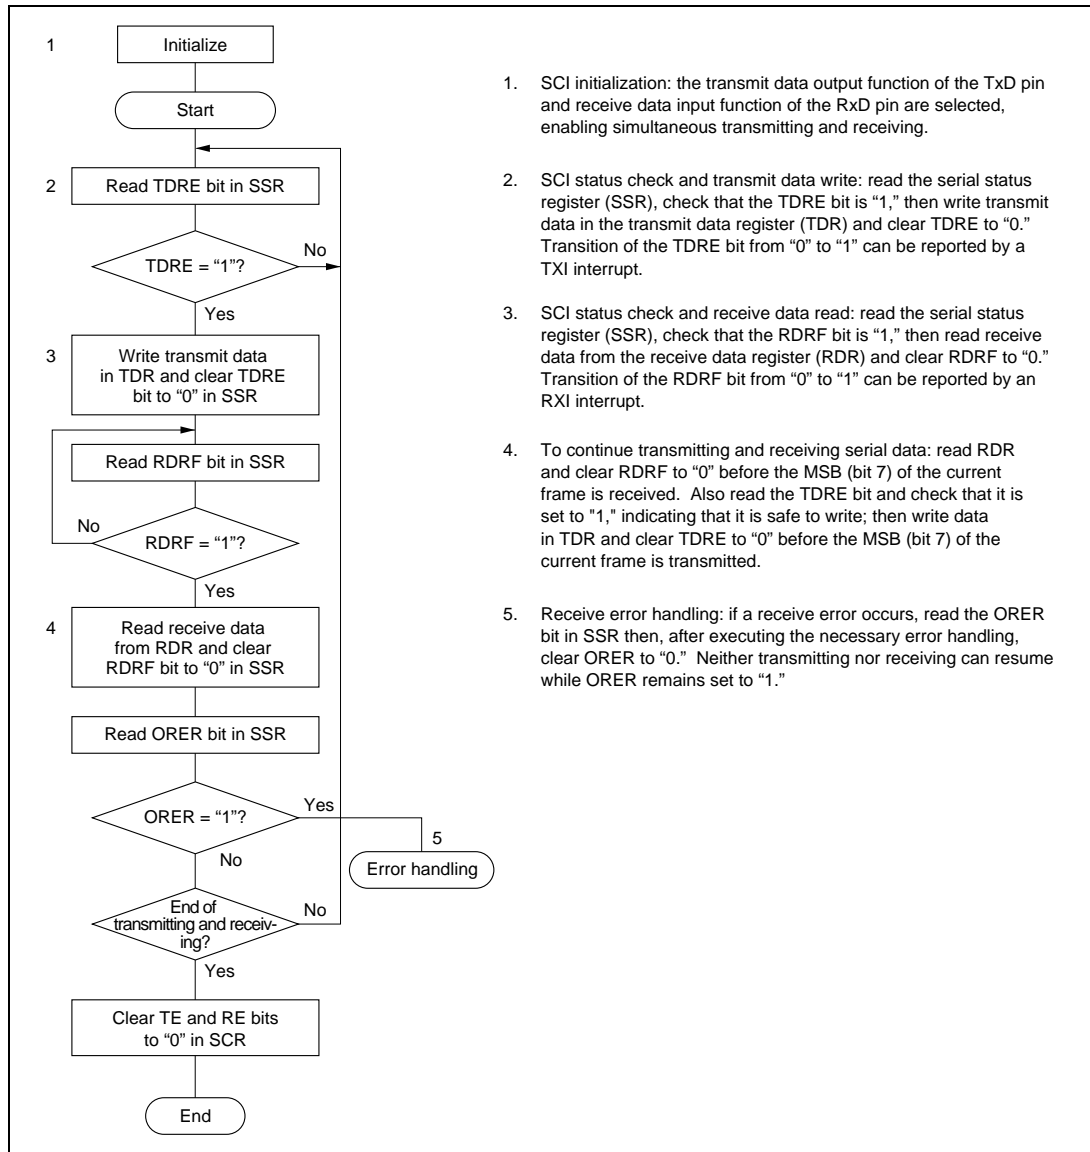 1
Initialize
Start
2
Read TDRE bit in SSR
TDRE = “1”?
No
Yes
3
Write transmit data
in TDR and clear TDRE
bit to “0” in SSR
Read RDRF bit in SSR
No
RDRF = “1”?
Yes
4
Read receive data
from RDR and clear
RDRF bit to “0” in SSR
Read ORER bit in SSR
ORER = “1”?
Yes
5
Error handling
No
End of
transmitting and receiv-
ing?
No
Yes
Clear TE and RE bits
to “0” in SCR
End
1. SCI initialization: the transmit data output function of the TxD pin
and receive data input function of the RxD pin are selected,
enabling simultaneous transmitting and receiving.
2. SCI status check and transmit data write: read the serial status
register (SSR), check that the TDRE bit is “1,” then write transmit
data in the transmit data register (TDR) and clear TDRE to “0.”
Transition of the TDRE bit from “0” to “1” can be reported by a
TXI interrupt.
3. SCI status check and receive data read: read the serial status
register (SSR), check that the RDRF bit is “1,” then read receive
data from the receive data register (RDR) and clear RDRF to “0.”
Transition of the RDRF bit from “0” to “1” can be reported by an
RXI interrupt.
4. To continue transmitting and receiving serial data: read RDR
and clear RDRF to “0” before the MSB (bit 7) of the current
frame is received. Also read the TDRE bit and check that it is
set to "1," indicating that it is safe to write; then write data
in TDR and clear TDRE to “0” before the MSB (bit 7) of the
current frame is transmitted.
5. Receive error handling: if a receive error occurs, read the ORER
bit in SSR then, after executing the necessary error handling,
clear ORER to “0.” Neither transmitting nor receiving can resume
while ORER remains set to “1.”